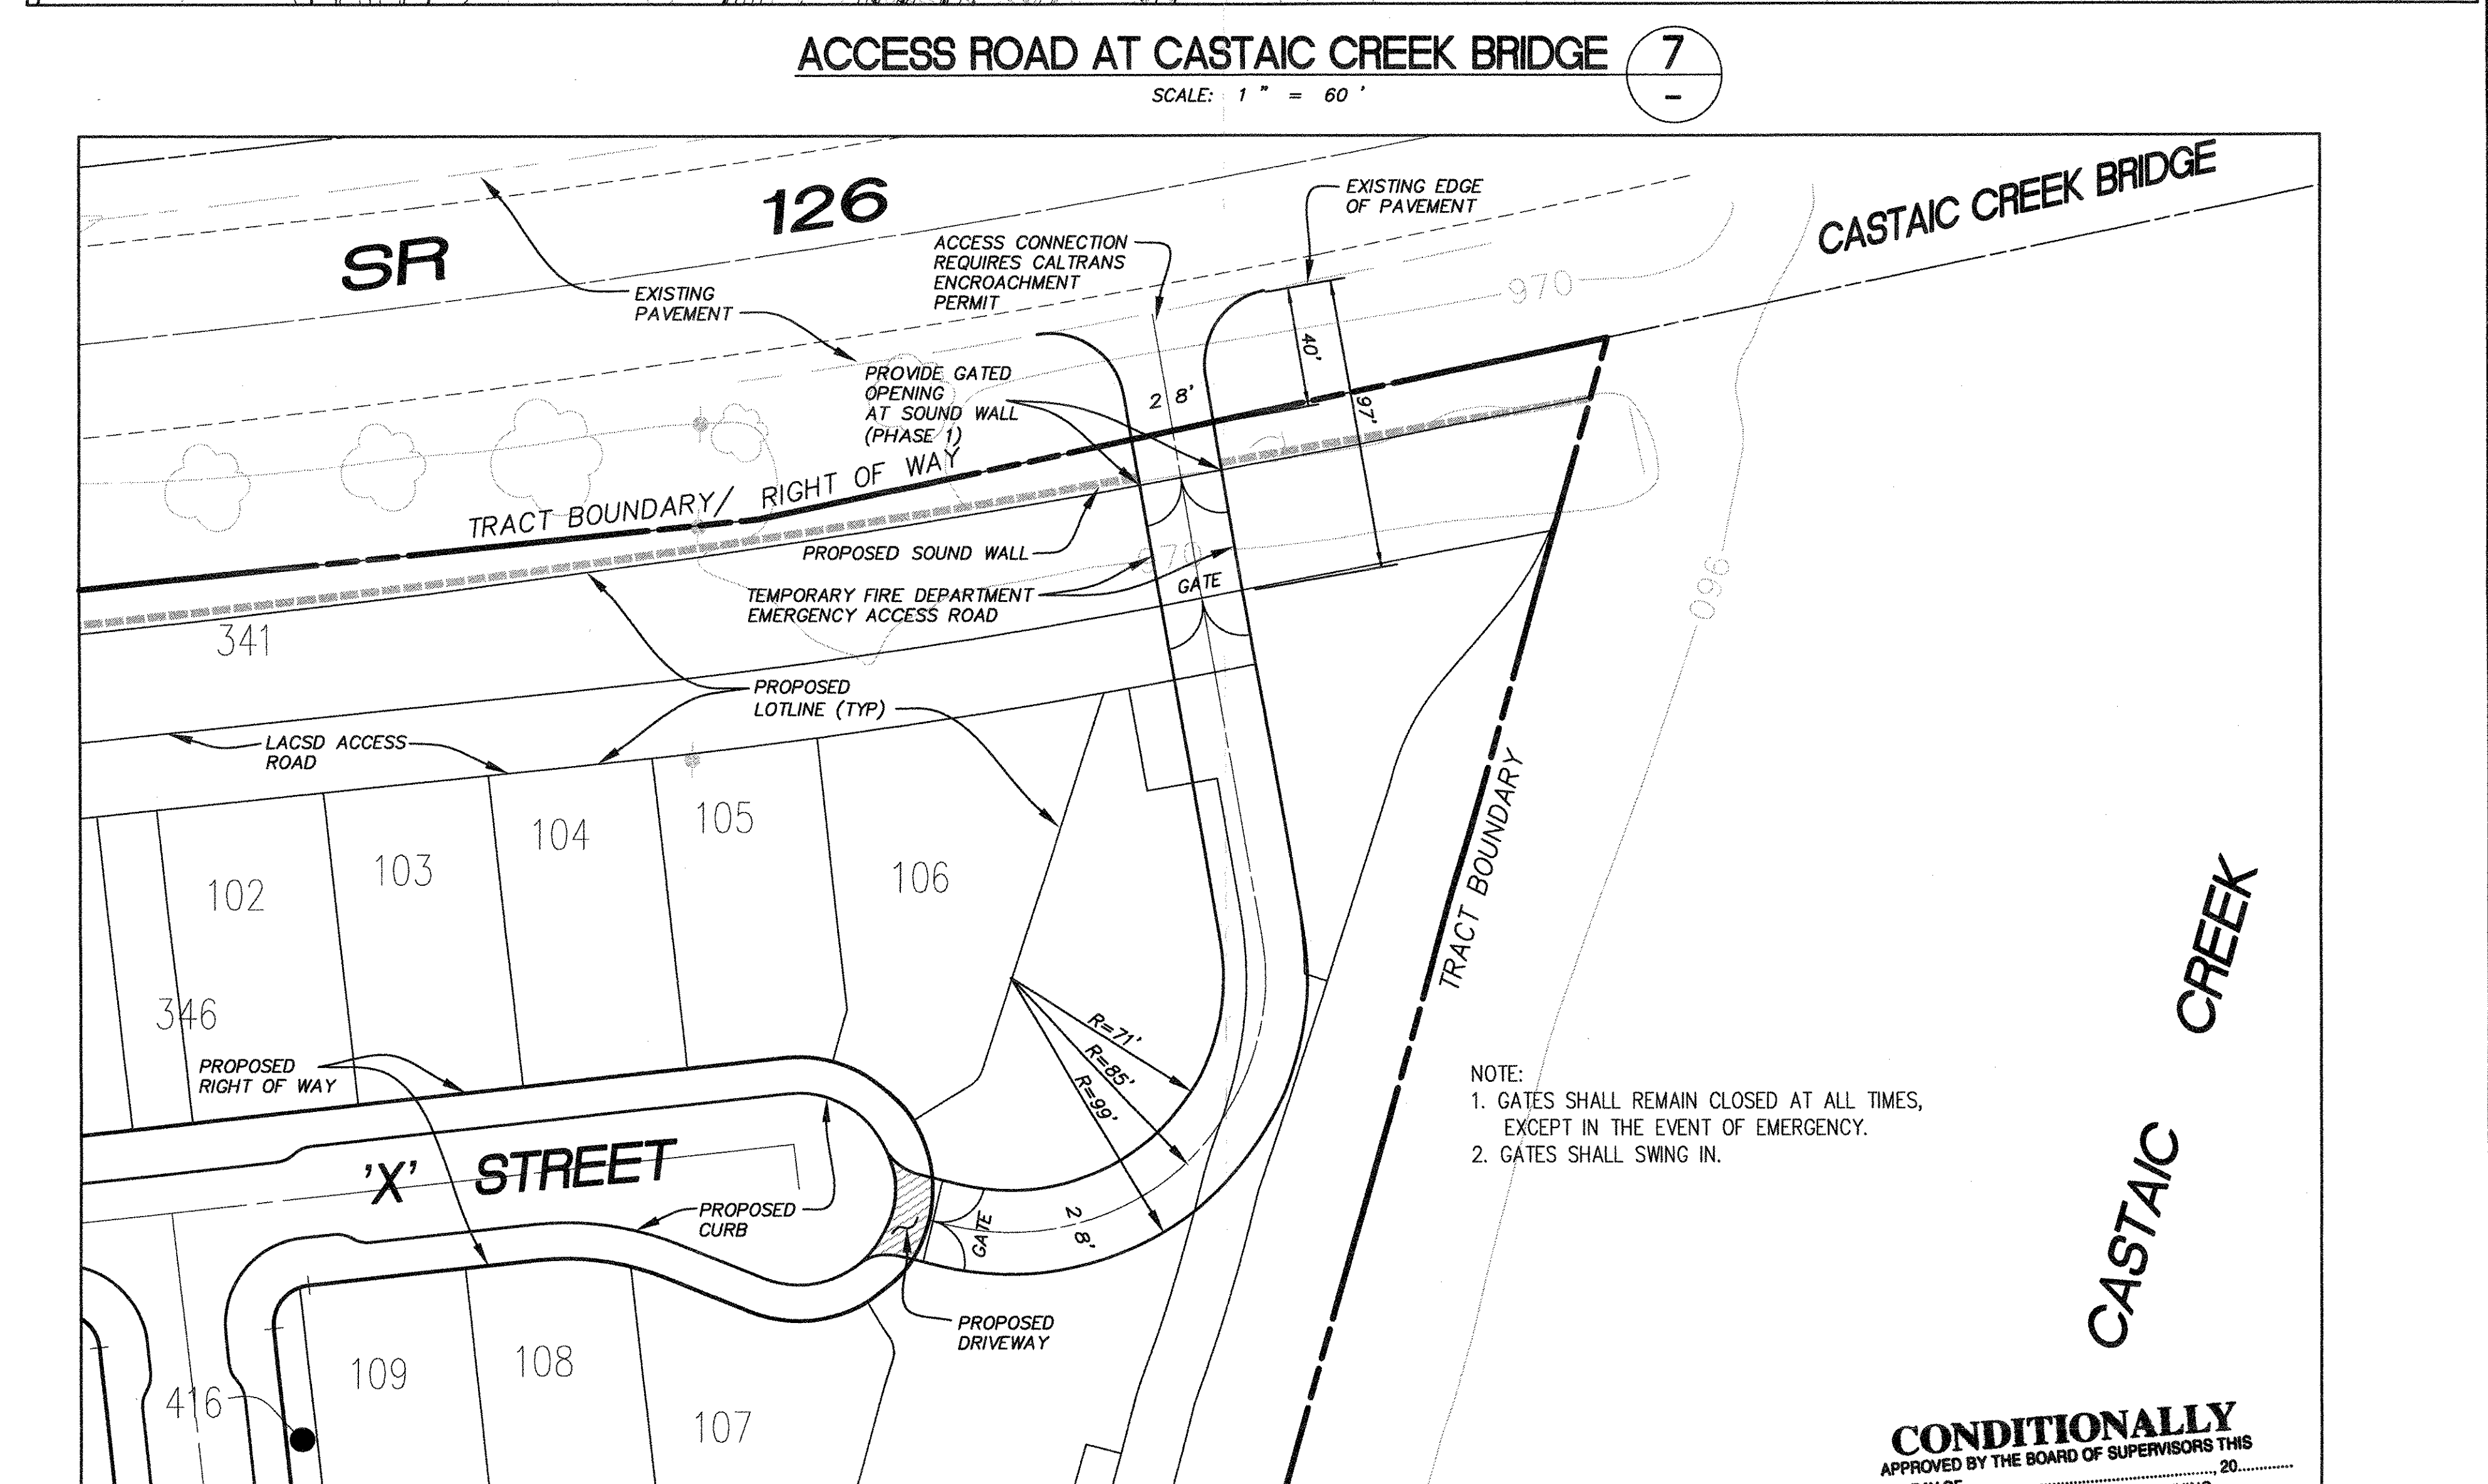 ACCESS ROAD AT CASTAIC CREEK BRIDGE
7
–
SCALE: 1 " = 60 '
SR 126
CASTAIC CREEK BRIDGE
EXISTING EDGE
OF PAVEMENT
ACCESS CONNECTION
REQUIRES CALTRANS
ENCROACHMENT
PERMIT
EXISTING
PAVEMENT
970
40'
97'
2 8'
PROVIDE GATED
OPENING
AT SOUND WALL
(PHASE 1)
TRACT BOUNDARY/ RIGHT OF WAY
PROPOSED SOUND WALL
970
GATE
TEMPORARY FIRE DEPARTMENT
EMERGENCY ACCESS ROAD
960
341
PROPOSED
LOTLINE (TYP)
LACSD ACCESS
ROAD
TRACT BOUNDARY
102
103
104
105
106
346
R=71'
R=85'
R=99'
PROPOSED
RIGHT OF WAY
'X' STREET
PROPOSED
CURB
GATE
2 8'
PROPOSED
DRIVEWAY
NOTE:
1. GATES SHALL REMAIN CLOSED AT ALL TIMES,
EXCEPT IN THE EVENT OF EMERGENCY.
2. GATES SHALL SWING IN.
CASTAIC CREEK
416
109
108
107
CONDITIONALLY
APPROVED BY THE BOARD OF SUPERVISORS THIS
, 20